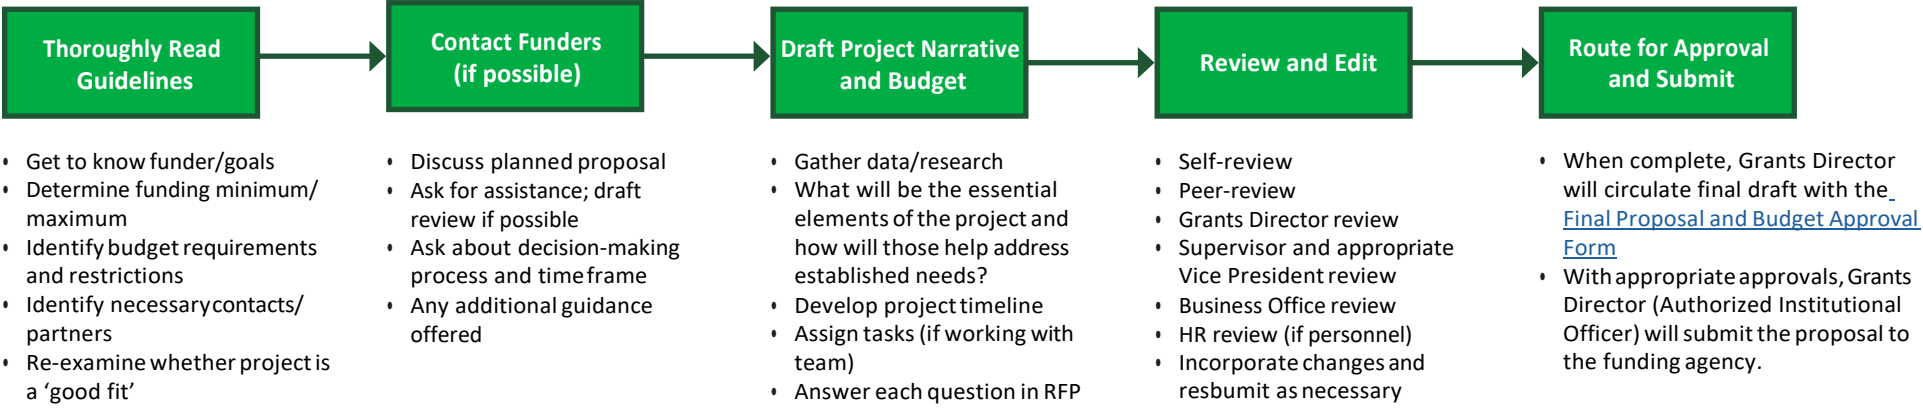 Thoroughly Read
Guidelines
Contact Funders
(if possible)
Draft Project Narrative
and Budget
Review and Edit
Route for Approval
and Submit
• Get to know funder/goals
• Determine funding minimum/
maximum
• Identify budget requirements
and restrictions
• Identify necessary contacts/
partners
• Re-examine whether project is
a ‘good fit’
• Discuss planned proposal
• Ask for assistance; draft
review if possible
• Ask about decision-making
process and timeframe
• Any additional guidance
offered
• Gather data/research
• What will be the essential
elements of the project and
how will those help address
established needs?
• Develop project timeline
• Assign tasks (if working with
team)
• Answer each question in RFP
• Self-review
• Peer-review
• Grants Director review
• Supervisor and appropriate
Vice President review
• Business Office review
• HR review (if personnel)
• Incorporate changes and
resbumit as necessary
• When complete, Grants Director
will circulate final draft with the
Final Proposal and Budget Approval
Form
• With appropriate approvals, Grants
Director (Authorized Institutional
Officer) will submit the proposal to
the funding agency.